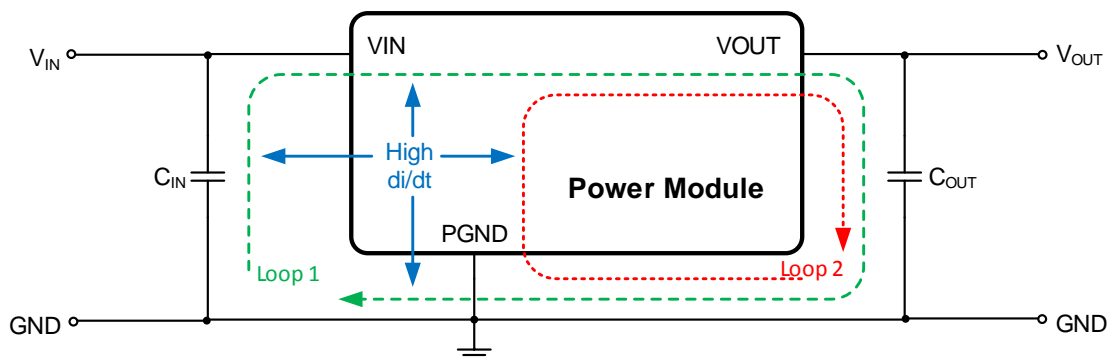 VIN
VOUT
VIN
VOUT
High
di/dt
CIN
Power Module
COUT
PGND
Loop 1
Loop 2
GND
GND